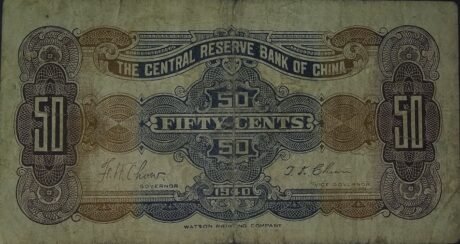 THE CENTRAL RESERVE BANK OF CHINA
50
50 FIFTY CENTS 50
50
GOVERNOR
VICE GOVERNOR
1940
WATSON PRINTING COMPANY